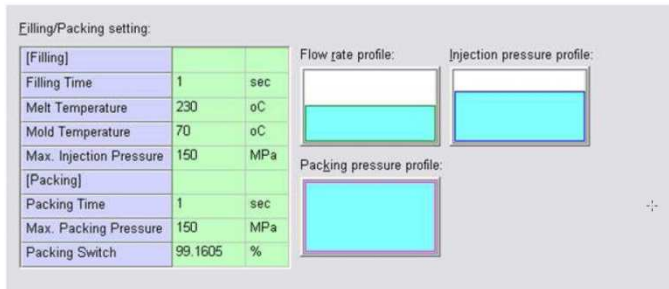 Filling/Packing setting:
[Filling]
Filling Time 1 sec
Melt Temperature 230 oC
Mold Temperature 70 oC
Max. Injection Pressure 150 MPa
[Packing]
Packing Time 1 sec
Max. Packing Pressure 150 MPa
Packing Switch 99.1605 %
Flow rate profile:
Injection pressure profile:
Packing pressure profile: